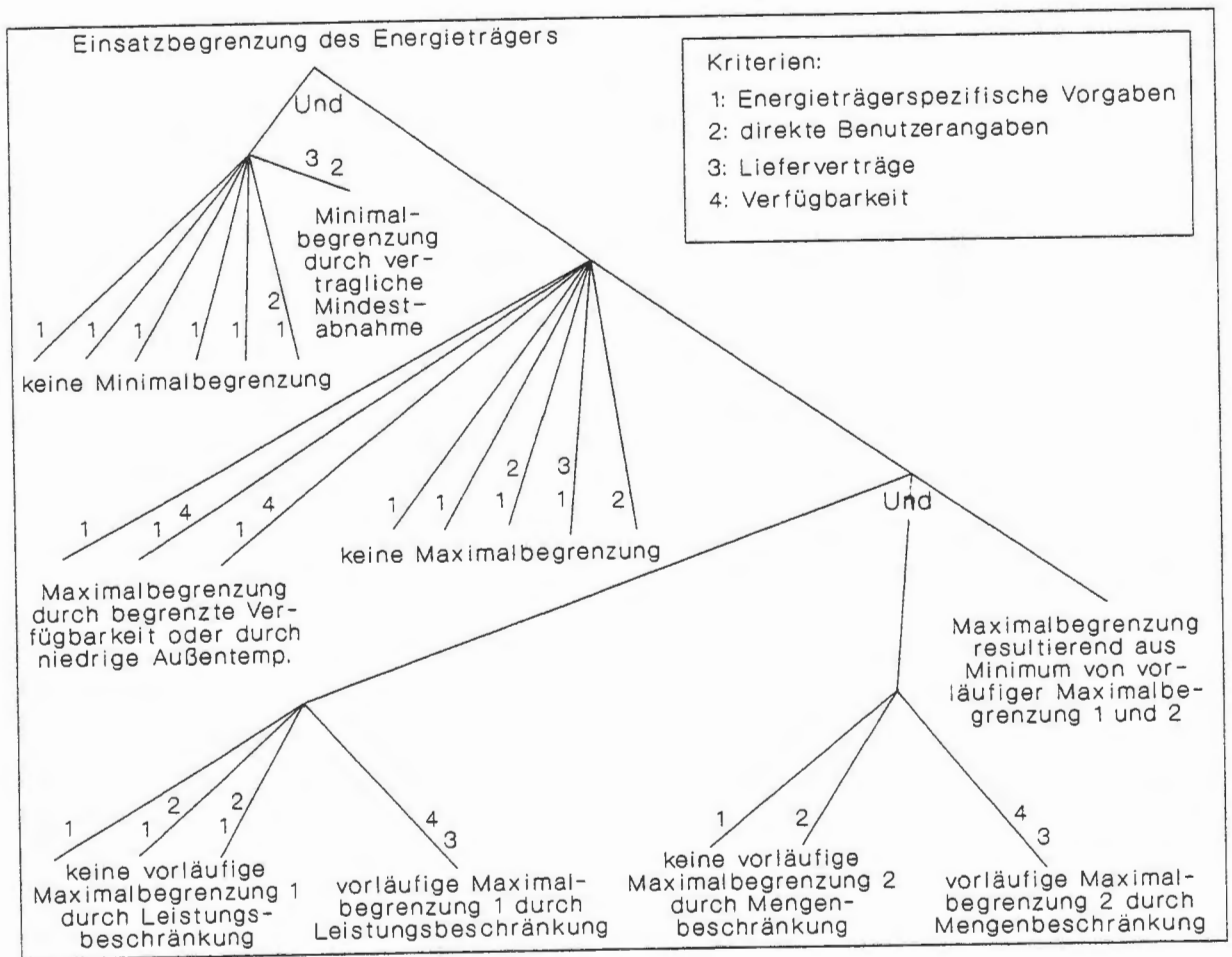 Einsatzbegrenzung des Energieträgers
Und
Kriterien:
1: Energieträgerspezifische Vorgaben
2: direkte Benutzerangaben
3: Lieferverträge
4: Verfügbarkeit
3 2
Minimal-
begrenzung
durch ver-
tragliche
Mindest-
abnahme
2
1 1 1 1 1 1
keine Minimalbegrenzung
2 3
1 1 4 1 4 1 1 1 1 2
keine Maximalbegrenzung
Maximalbegrenzung
durch begrenzte Ver-
fügbarkeit oder durch
niedrige Außentemp.
Und
Maximalbegrenzung
resultierend aus
Minimum von vor-
läufiger Maximalbe-
grenzung 1 und 2
2 2 4
1 1 1 3
keine vorläufige
Maximalbegrenzung 1
durch Leistungs-
beschränkung
vorläufige Maximal-
begrenzung 1 durch
Leistungsbeschränkung
4
1 2 3
keine vorläufige
Maximalbegrenzung 2
durch Mengen-
beschränkung
vorläufige Maximal-
begrenzung 2 durch
Mengenbeschränkung